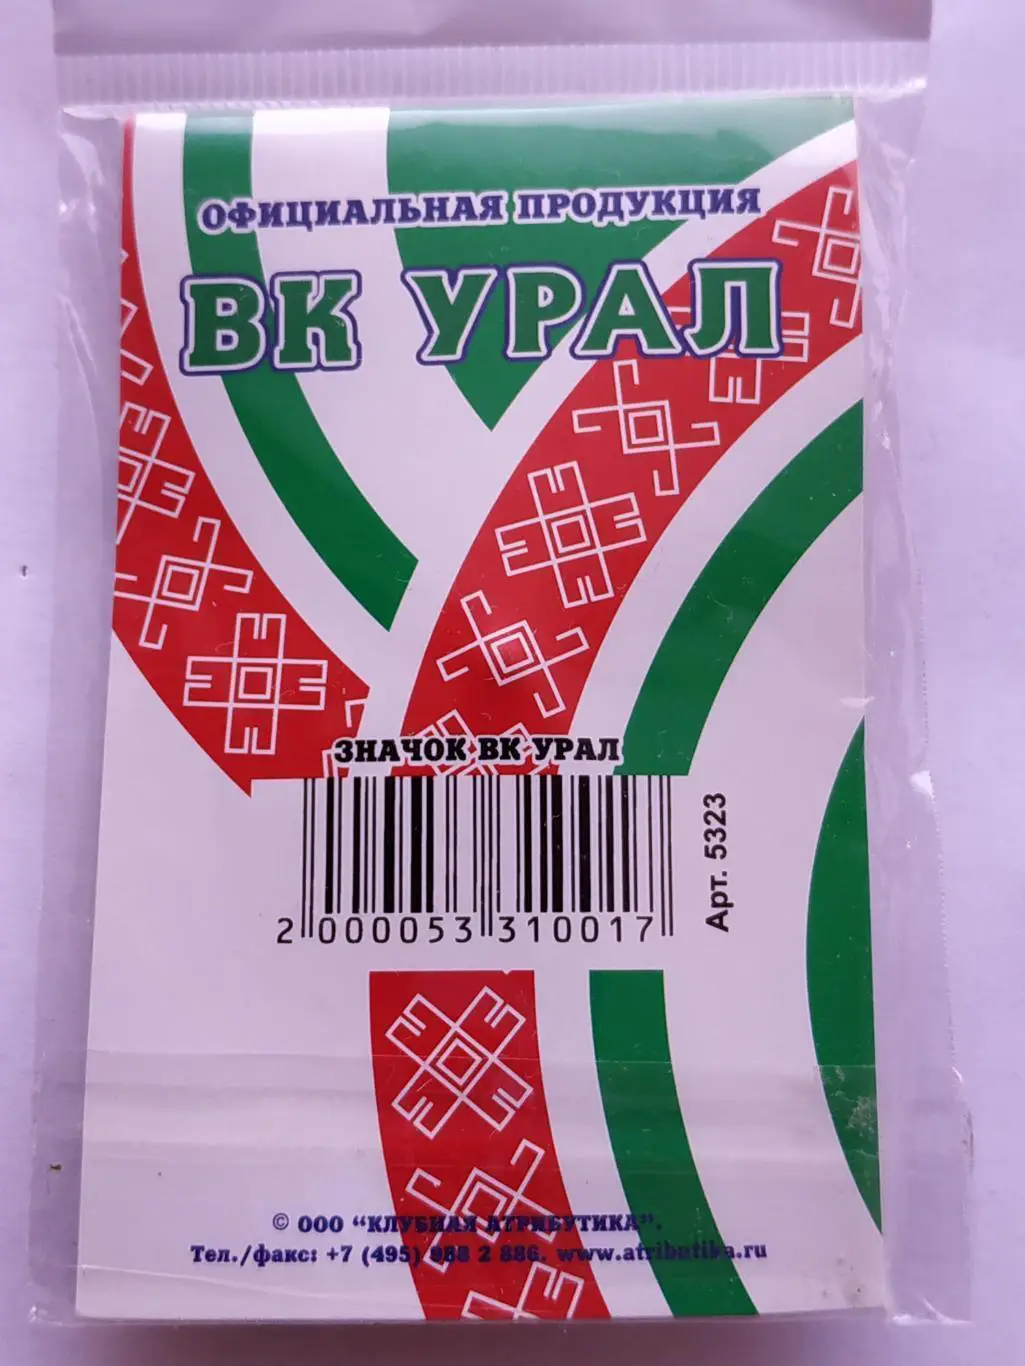 ОФИЦИАЛЬНАЯ ПРОДУКЦИЯ
ВК УРАЛ
ЗНАЧОК ВК УРАЛ
Арт. 5323
2 000053 310017
© ООО "КЛУБНАЯ АТРИБУТИКА".
Тел./факс: +7 (495) 988 2 886. www.atributika.ru